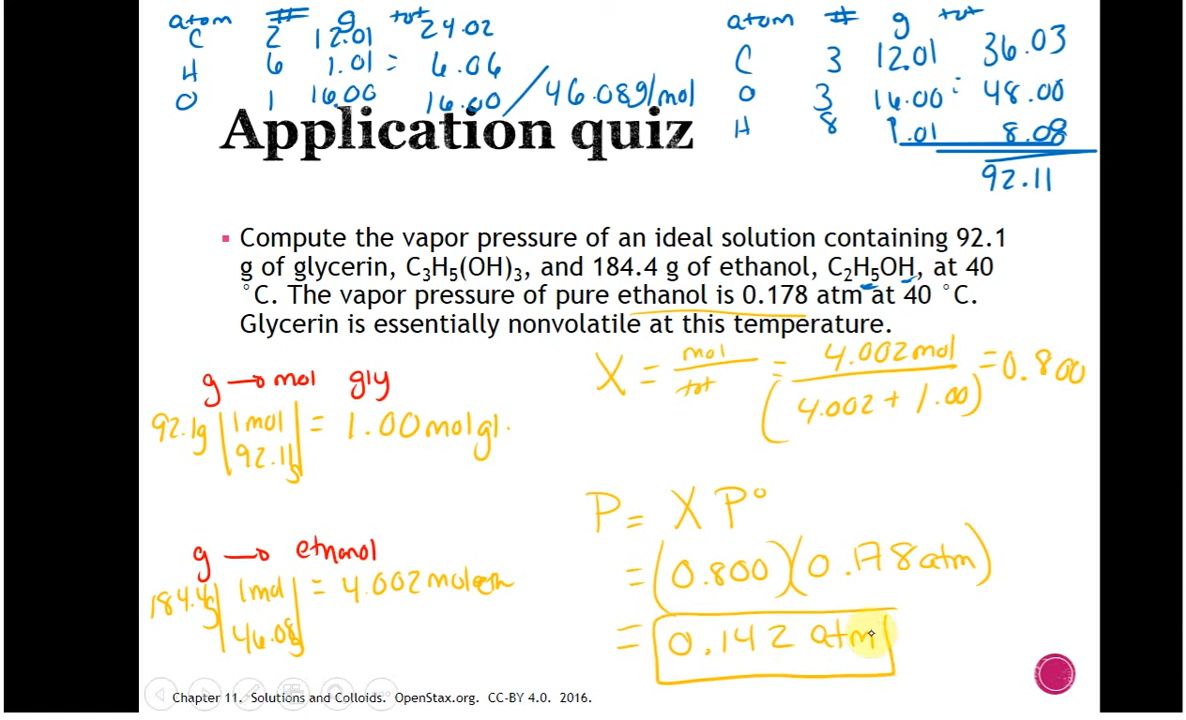 atom # g tot
C 2 12.01 24.02
H 6 1.01 = 6.06
O 1 16.00 16.00 / 46.08g/mol
atom # g tot
C 3 12.01 36.03
O 3 16.00 = 48.00
H 8 1.01 8.08
92.11
Application quiz
▪ Compute the vapor pressure of an ideal solution containing 92.1
g of glycerin, C₃H₅(OH)₃, and 184.4 g of ethanol, C₂H₅OH, at 40
°C. The vapor pressure of pure ethanol is 0.178 atm at 40 °C.
Glycerin is essentially nonvolatile at this temperature.
g → mol gly
92.1g | 1 mol | = 1.00 mol gl.
| 92.11g
g → ethanol
184.4g | 1mol | = 4.002 mol eth
| 46.08g
X = mol / tot = 4.002 mol / (4.002 + 1.00) = 0.800
P = X P°
= (0.800)(0.178 atm)
= 0.142 atm
Chapter 11. Solutions and Colloids. OpenStax.org. CC-BY 4.0. 2016.